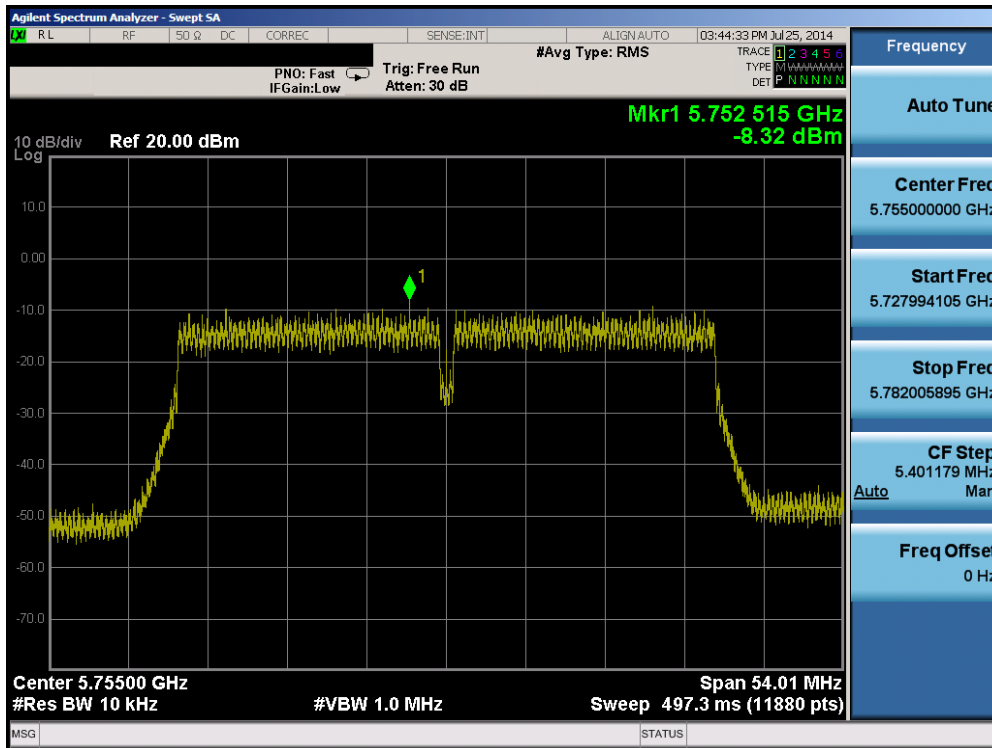 Agilent Spectrum Analyzer - Swept SA
LXI RL RF 50 Ω DC CORREC SENSE:INT ALIGN AUTO 03:44:33 PM Jul 25, 2014
PNO: Fast IFGain:Low
Trig: Free Run
Atten: 30 dB
#Avg Type: RMS
TRACE 1 2 3 4 5 6
TYPE M W W W W W
DET P N N N N N
Mkr1 5.752 515 GHz
-8.32 dBm
10 dB/div Ref 20.00 dBm
Log
10.0
0.00
-10.0
-20.0
-30.0
-40.0
-50.0
-60.0
-70.0
1
Center 5.75500 GHz Span 54.01 MHz
#Res BW 10 kHz #VBW 1.0 MHz Sweep 497.3 ms (11880 pts)
MSG STATUS
Frequency
Auto Tune
Center Freq
5.755000000 GHz
Start Freq
5.727994105 GHz
Stop Freq
5.782005895 GHz
CF Step
5.401179 MHz
Auto Man
Freq Offset
0 Hz